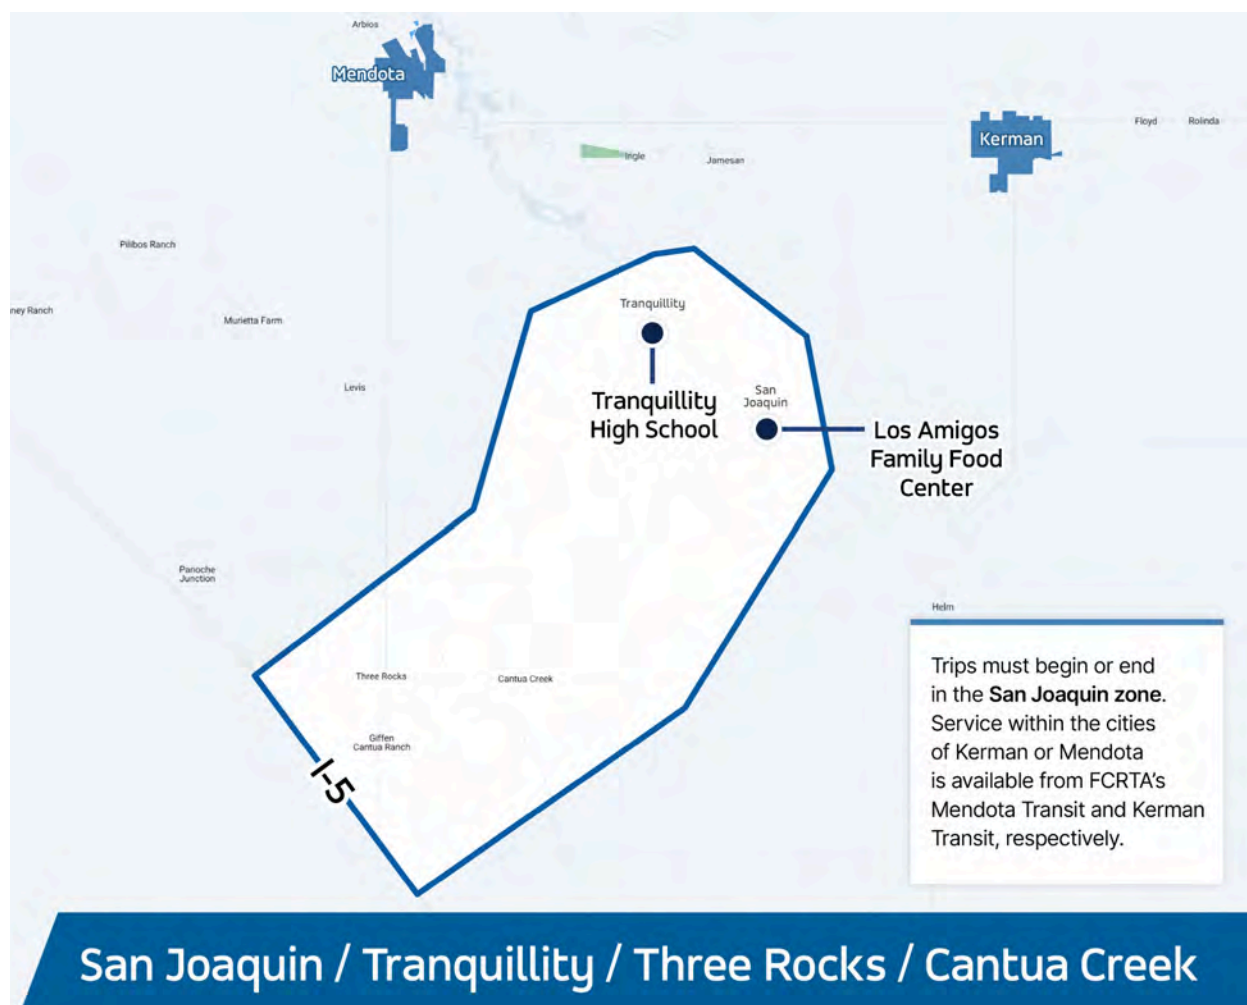 Arbios
Mendota
Kerman
Floyd
Rolinda
Ingle
Jamesan
Pilibos Ranch
ney Ranch
Murietta Farm
Tranquillity
Levis
San
Joaquin
Tranquillity
High School
Los Amigos
Family Food
Center
Panoche
Junction
Helm
Three Rocks
Cantua Creek
Giffen
Cantua Ranch
I-5
Trips must begin or end
in the San Joaquin zone.
Service within the cities
of Kerman or Mendota
is available from FCRTA’s
Mendota Transit and Kerman
Transit, respectively.
San Joaquin / Tranquillity / Three Rocks / Cantua Creek